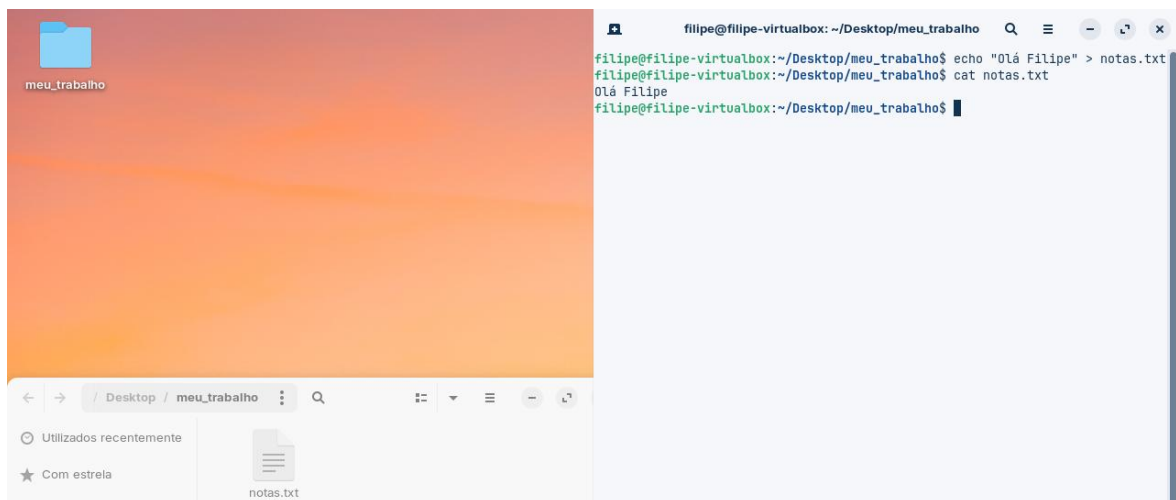 meu_trabalho
filipe@filipe-virtualbox: ~/Desktop/meu_trabalho
filipe@filipe-virtualbox:~/Desktop/meu_trabalho$ echo "Olá Filipe" > notas.txt
filipe@filipe-virtualbox:~/Desktop/meu_trabalho$ cat notas.txt
Olá Filipe
filipe@filipe-virtualbox:~/Desktop/meu_trabalho$
/ Desktop / meu_trabalho
Utilizados recentemente
Com estrela
notas.txt